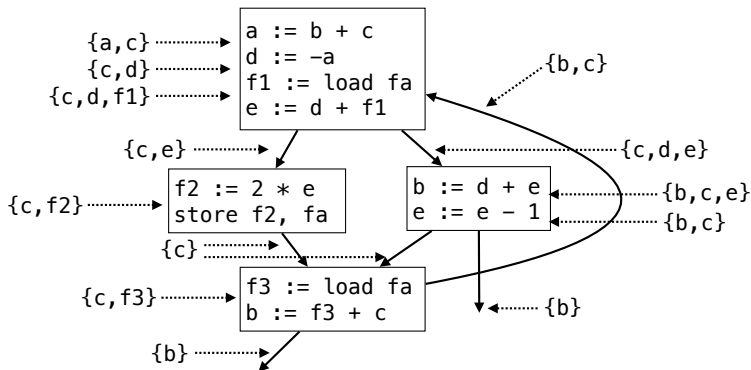 a := b + c
{a,c}
d := −a
{c,d}
f1 := load fa
{c,d,f1}
e := d + f1
{b,c}
{c,e}
{c,d,e}
f2 := 2 * e
store f2, fa
{c,f2}
b := d + e
e := e − 1
{b,c,e}
{b,c}
{c}
f3 := load fa
b := f3 + c
{c,f3}
{b}
{b}